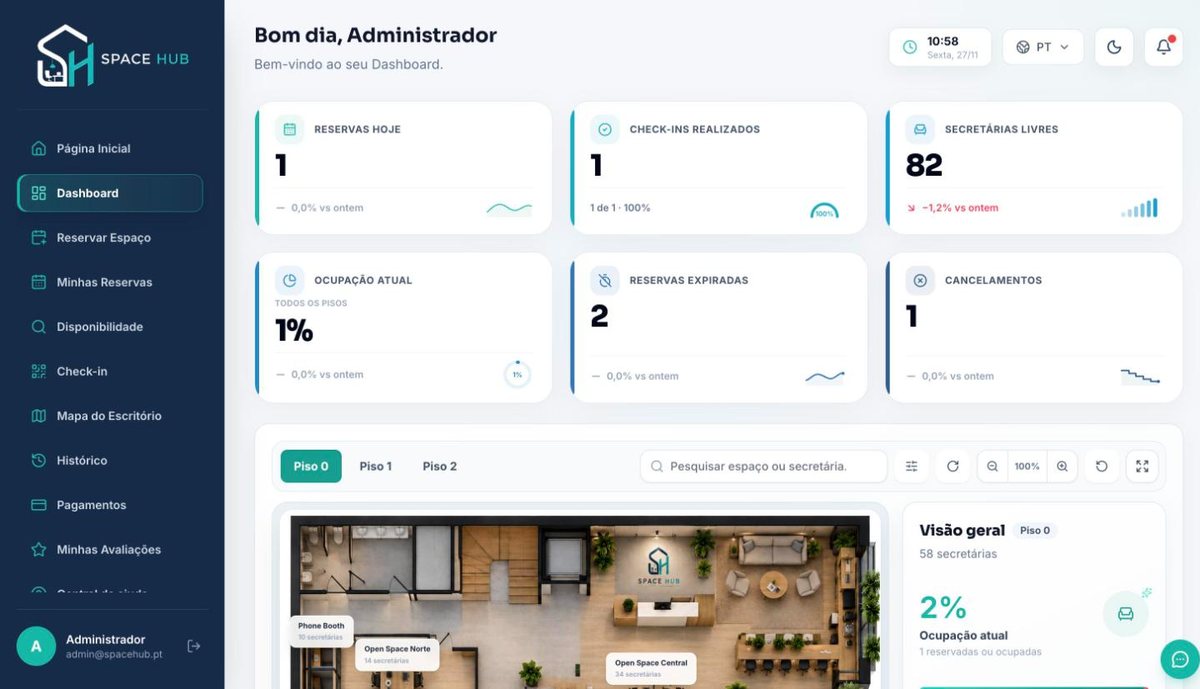 SPACE HUB
Página Inicial
Dashboard
Reservar Espaço
Minhas Reservas
Disponibilidade
Check-in
Mapa do Escritório
Histórico
Pagamentos
Minhas Avaliações
A
Administrador
admin@spacehub.pt
Bom dia, Administrador
Bem-vindo ao seu Dashboard.
10:58
Sexta, 27/11
PT
RESERVAS HOJE
1
— 0,0% vs ontem
CHECK-INS REALIZADOS
1
1 de 1 · 100%
100%
SECRETÁRIAS LIVRES
82
↘ −1,2% vs ontem
OCUPAÇÃO ATUAL
TODOS OS PISOS
1%
— 0,0% vs ontem
1%
RESERVAS EXPIRADAS
2
— 0,0% vs ontem
CANCELAMENTOS
1
— 0,0% vs ontem
Piso 0
Piso 1
Piso 2
Pesquisar espaço ou secretária.
100%
SPACE HUB
Phone Booth
10 secretárias
Open Space Norte
14 secretárias
Open Space Central
34 secretárias
Visão geral
Piso 0
58 secretárias
2%
Ocupação atual
1 reservadas ou ocupadas